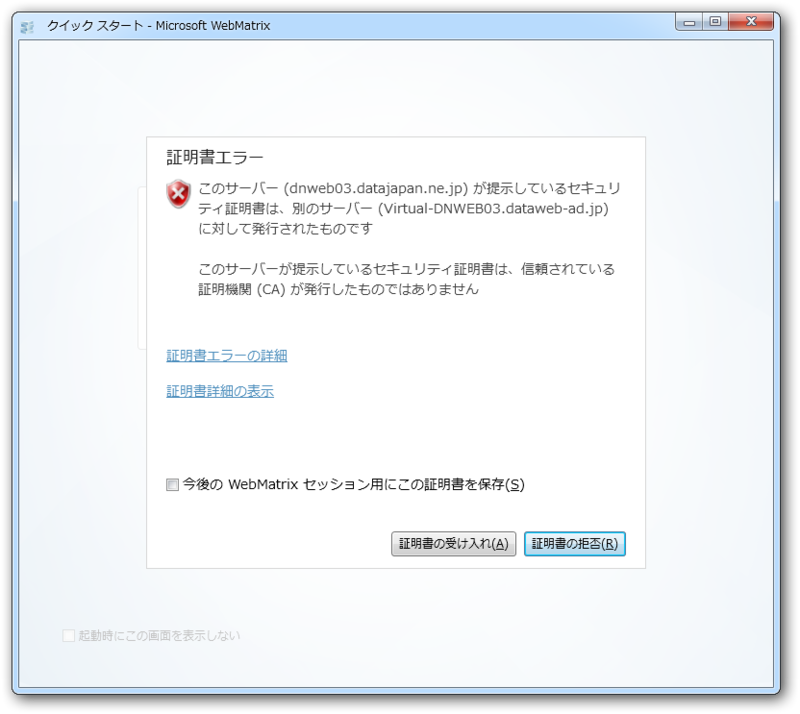 クイック スタート - Microsoft WebMatrix
証明書エラー
このサーバー (dnweb03.datajapan.ne.jp) が提示しているセキュリ
ティ証明書は、別のサーバー (Virtual-DNWEB03.dataweb-ad.jp)
に対して発行されたものです
このサーバーが提示しているセキュリティ証明書は、信頼されている
証明機関 (CA) が発行したものではありません
証明書エラーの詳細
証明書詳細の表示
今後の WebMatrix セッション用にこの証明書を保存(S)
証明書の受け入れ(A) 証明書の拒否(R)
起動時にこの画面を表示しない